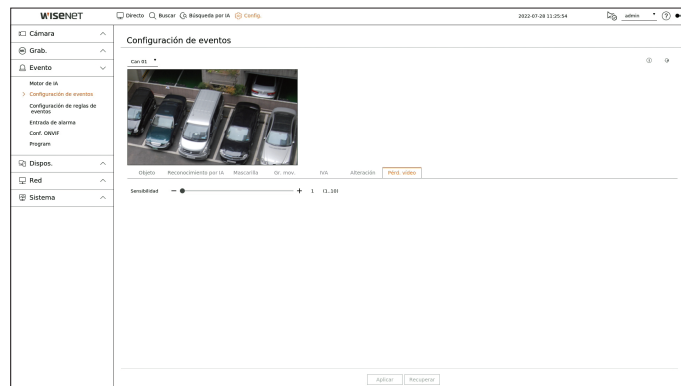 WISENET
Directo Buscar Búsqueda por IA Config.
2022-07-28 11:25:54
admin
Cámara
Grab.
Evento
Motor de IA
Configuración de eventos
Configuración de reglas de
eventos
Entrada de alarma
Conf. ONVIF
Program
Dispos.
Red
Sistema
Configuración de eventos
Can 01
Objeto Reconocimiento por IA Mascarilla Gr. mov. IVA Alteración Pérd. vídeo
Sensibilidad 1 (1..10)
Aplicar Recuperar